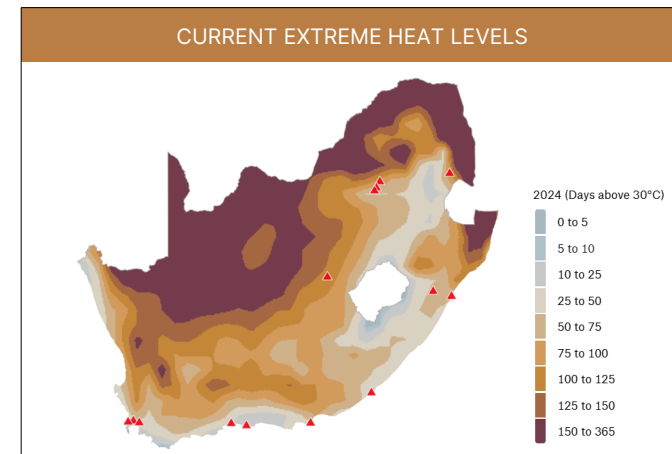 CURRENT EXTREME HEAT LEVELS
2024 (Days above 30°C)
0 to 5
5 to 10
10 to 25
25 to 50
50 to 75
75 to 100
100 to 125
125 to 150
150 to 365